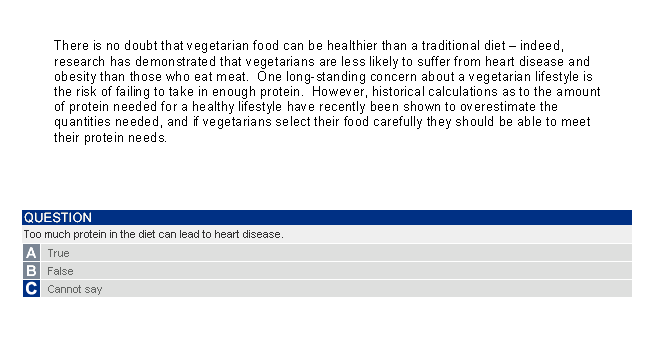 There is no doubt that vegetarian food can be healthier than a traditional diet – indeed,
research has demonstrated that vegetarians are less likely to suffer from heart disease and
obesity than those who eat meat. One long-standing concern about a vegetarian lifestyle is
the risk of failing to take in enough protein. However, historical calculations as to the amount
of protein needed for a healthy lifestyle have recently been shown to overestimate the
quantities needed, and if vegetarians select their food carefully they should be able to meet
their protein needs.
QUESTION
Too much protein in the diet can lead to heart disease.
A True
B False
C Cannot say